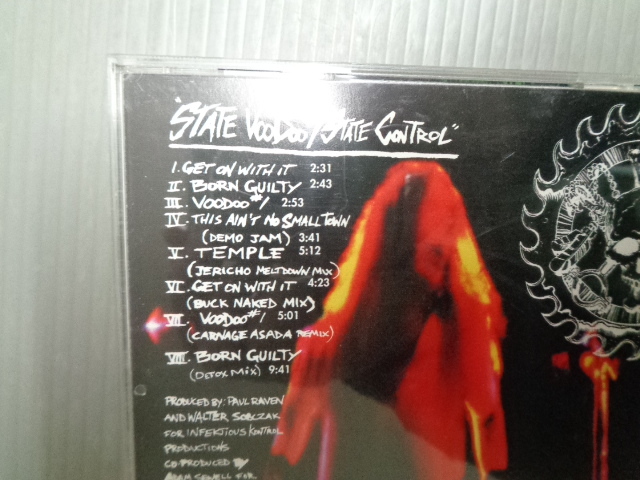 "STATE VOODOO/STATE CONTROL"
I. GET ON WITH IT 2:31
II. BORN GUILTY 2:43
III. VOODOO #1 2:53
IV. THIS AIN'T NO SMALL TOWN
(DEMO JAM) 3:41
V. TEMPLE 5:12
(JERICHO MELTDOWN MIX)
VI. GET ON WITH IT 4:23
(BUCK NAKED MIX)
VII. VOODOO #1 5:01
(CARNAGE ASADA REMIX)
VIII. BORN GUILTY
(DETOX MIX) 9:41
PRODUCED BY: PAUL RAVEN
AND WALTER SOBCZAK
FOR INFEKTIOUS KONTROL
PRODUCTIONS
CO-PRODUCED BY
ADAM SEWELL FOR